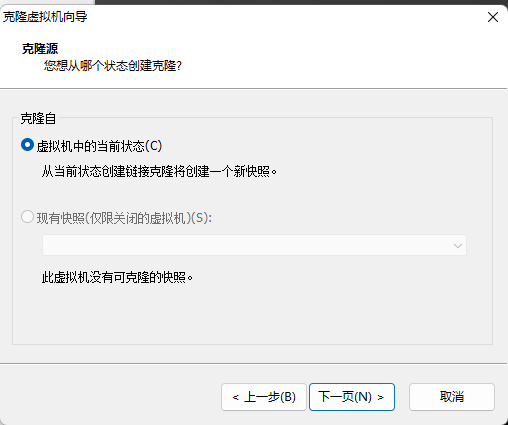 克隆虚拟机向导
克隆源
您想从哪个状态创建克隆?
克隆自
虚拟机中的当前状态(C)
从当前状态创建链接克隆将创建一个新快照。
现有快照(仅限关闭的虚拟机)(S):
此虚拟机没有可克隆的快照。
< 上一步(B) 下一页(N) > 取消